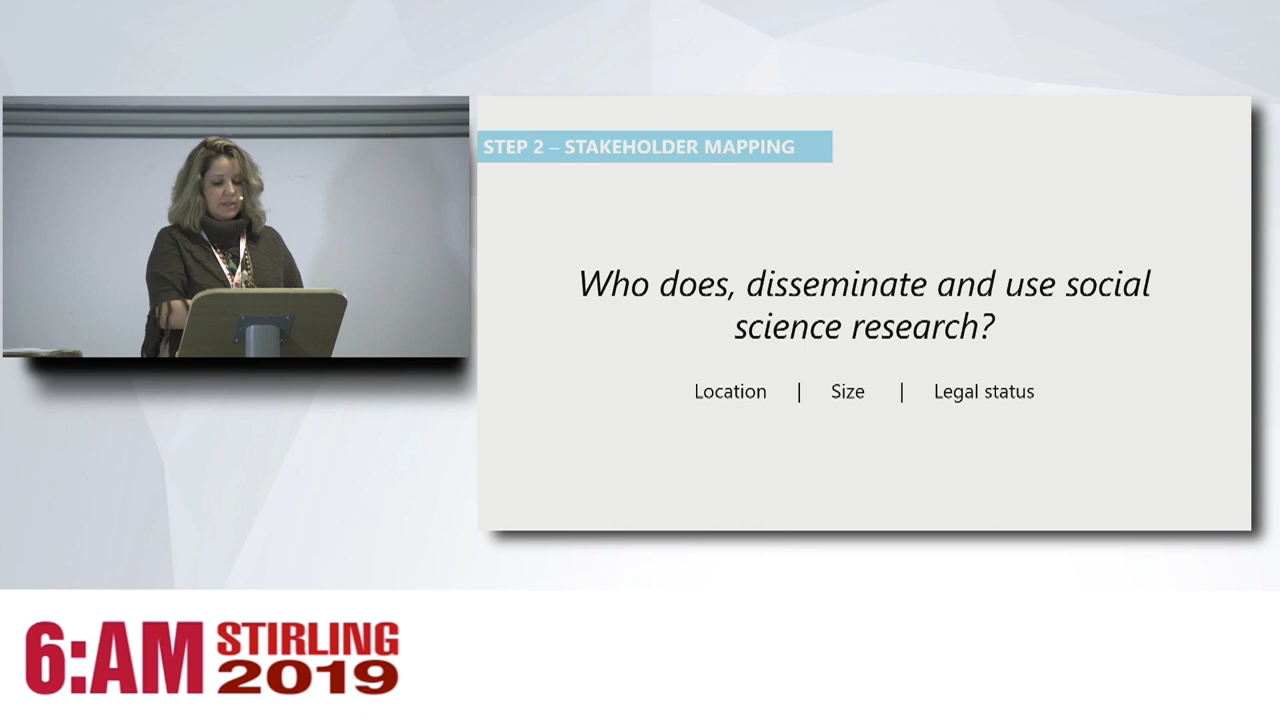 STEP 2 – STAKEHOLDER MAPPING
Who does, disseminate and use social
science research?
Location | Size | Legal status
6:AM STIRLING
2019